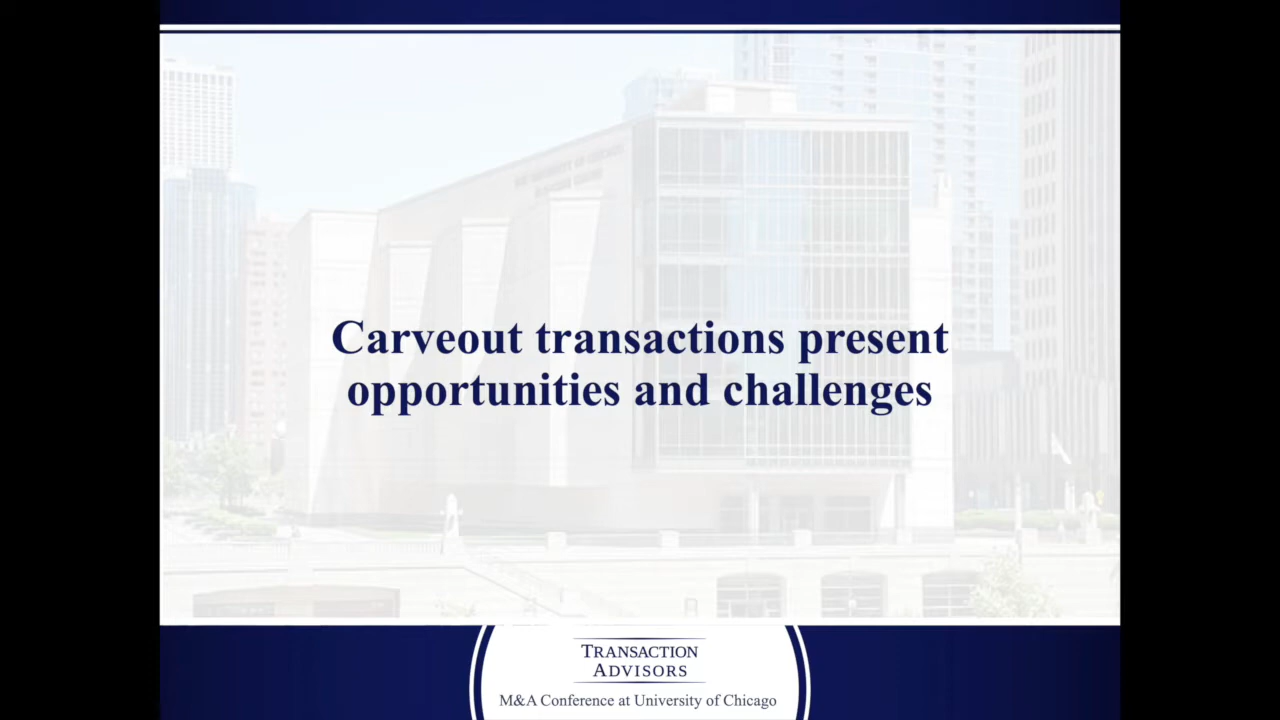 Carveout transactions present
opportunities and challenges
TRANSACTION
ADVISORS
M&A Conference at University of Chicago